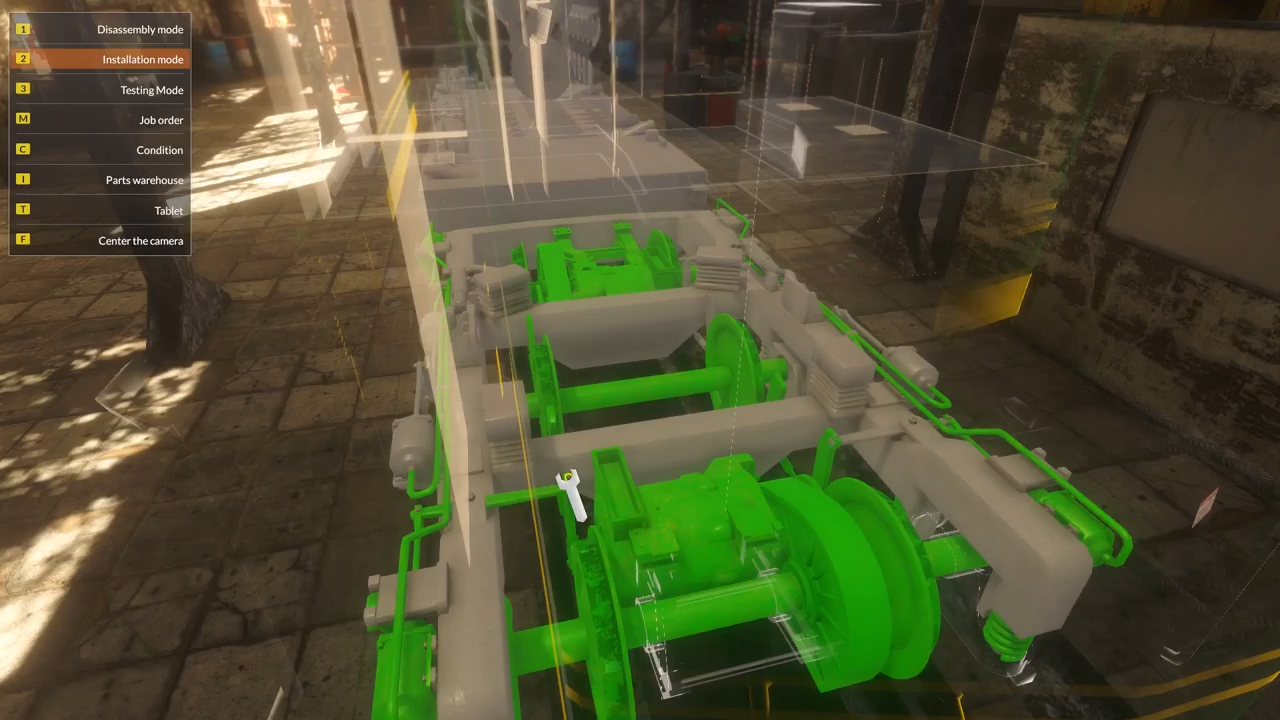 1 Disassembly mode
2 Installation mode
3 Testing Mode
M Job order
C Condition
I Parts warehouse
T Tablet
F Center the camera